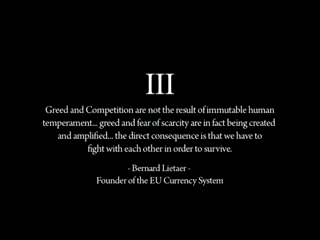 III
Greed and Competition are not the result of immutable human
temperament... greed and fear of scarcity are in fact being created
and amplified... the direct consequence is that we have to
fight with each other in order to survive.
- Bernard Lietaer -
Founder of the EU Currency System